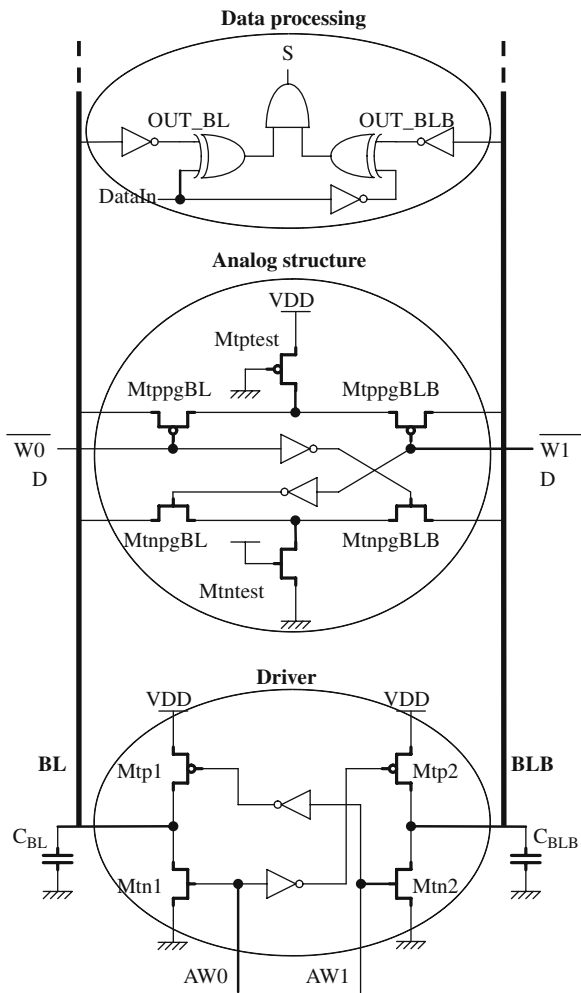 Data processing
S
OUT_BL OUT_BLB
DataIn
Analog structure
VDD
Mtptest
MtppgBL MtppgBLB
W0 W1
D D
MtnpgBL MtnpgBLB
Mtntest
Driver
VDD VDD
BL Mtp1 Mtp2 BLB
CBL CBLB
Mtn1 Mtn2
AW0 AW1